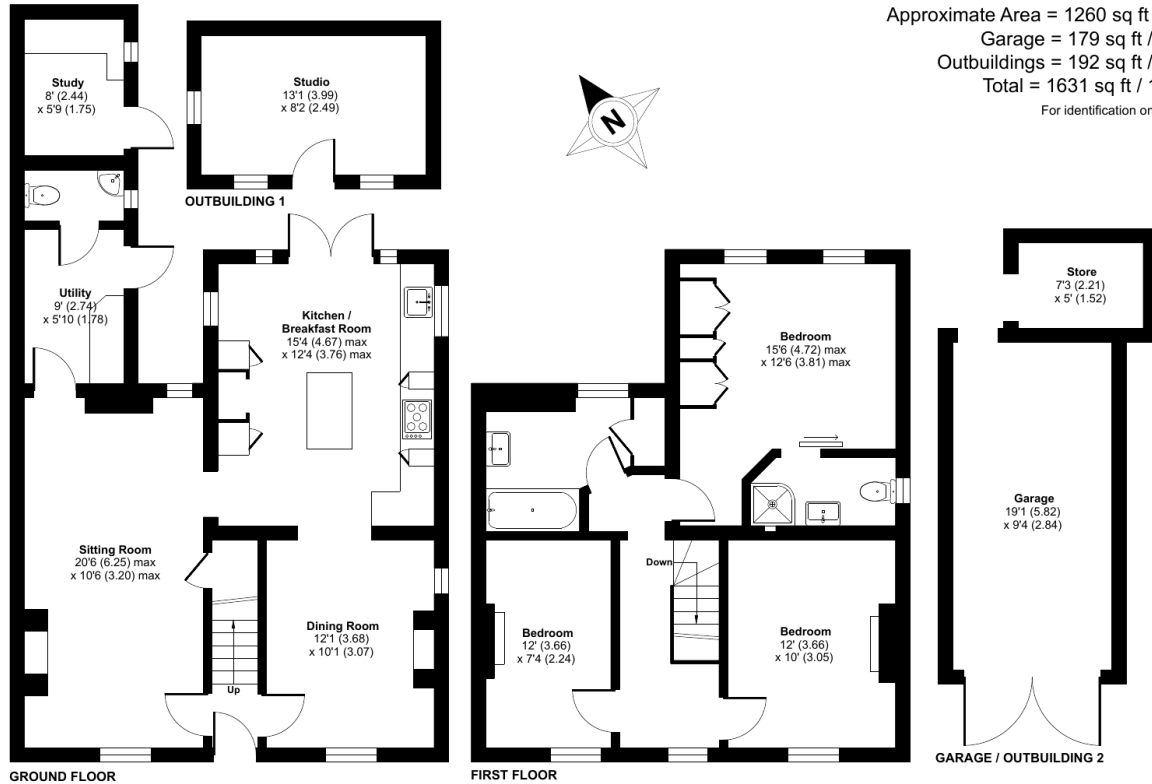 Approximate Area = 1260 sq ft
Garage = 179 sq ft /
Outbuildings = 192 sq ft /
Total = 1631 sq ft / 1
For identification on
Study
8' (2.44)
x 5'9 (1.75)
Studio
13'1 (3.99)
x 8'2 (2.49)
N
OUTBUILDING 1
Utility
9' (2.74)
x 5'10 (1.78)
Kitchen /
Breakfast Room
15'4 (4.67) max
x 12'4 (3.76) max
Bedroom
15'6 (4.72) max
x 12'6 (3.81) max
Store
7'3 (2.21)
x 5' (1.52)
Garage
19'1 (5.82)
x 9'4 (2.84)
Sitting Room
20'6 (6.25) max
x 10'6 (3.20) max
Down
Dining Room
12'1 (3.68)
x 10'1 (3.07)
Bedroom
12' (3.66)
x 7'4 (2.24)
Bedroom
12' (3.66)
x 10' (3.05)
Up
GARAGE / OUTBUILDING 2
GROUND FLOOR
FIRST FLOOR